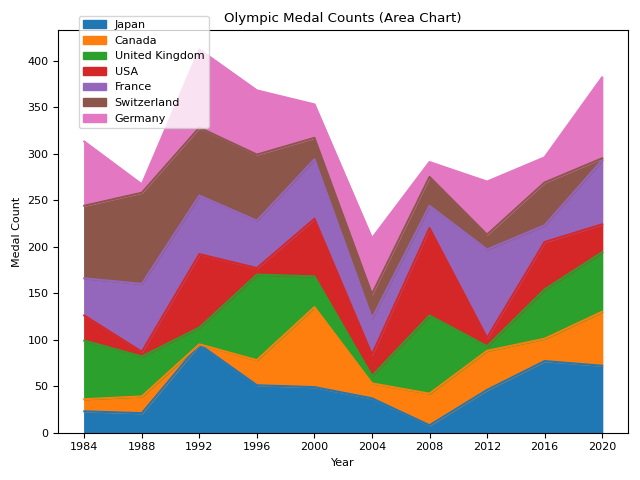 Olympic Medal Counts (Area Chart)
Japan
Canada
United Kingdom
USA
France
Switzerland
Germany
Medal Count
400
350
300
250
200
150
100
50
0
1984 1988 1992 1996 2000 2004 2008 2012 2016 2020
Year